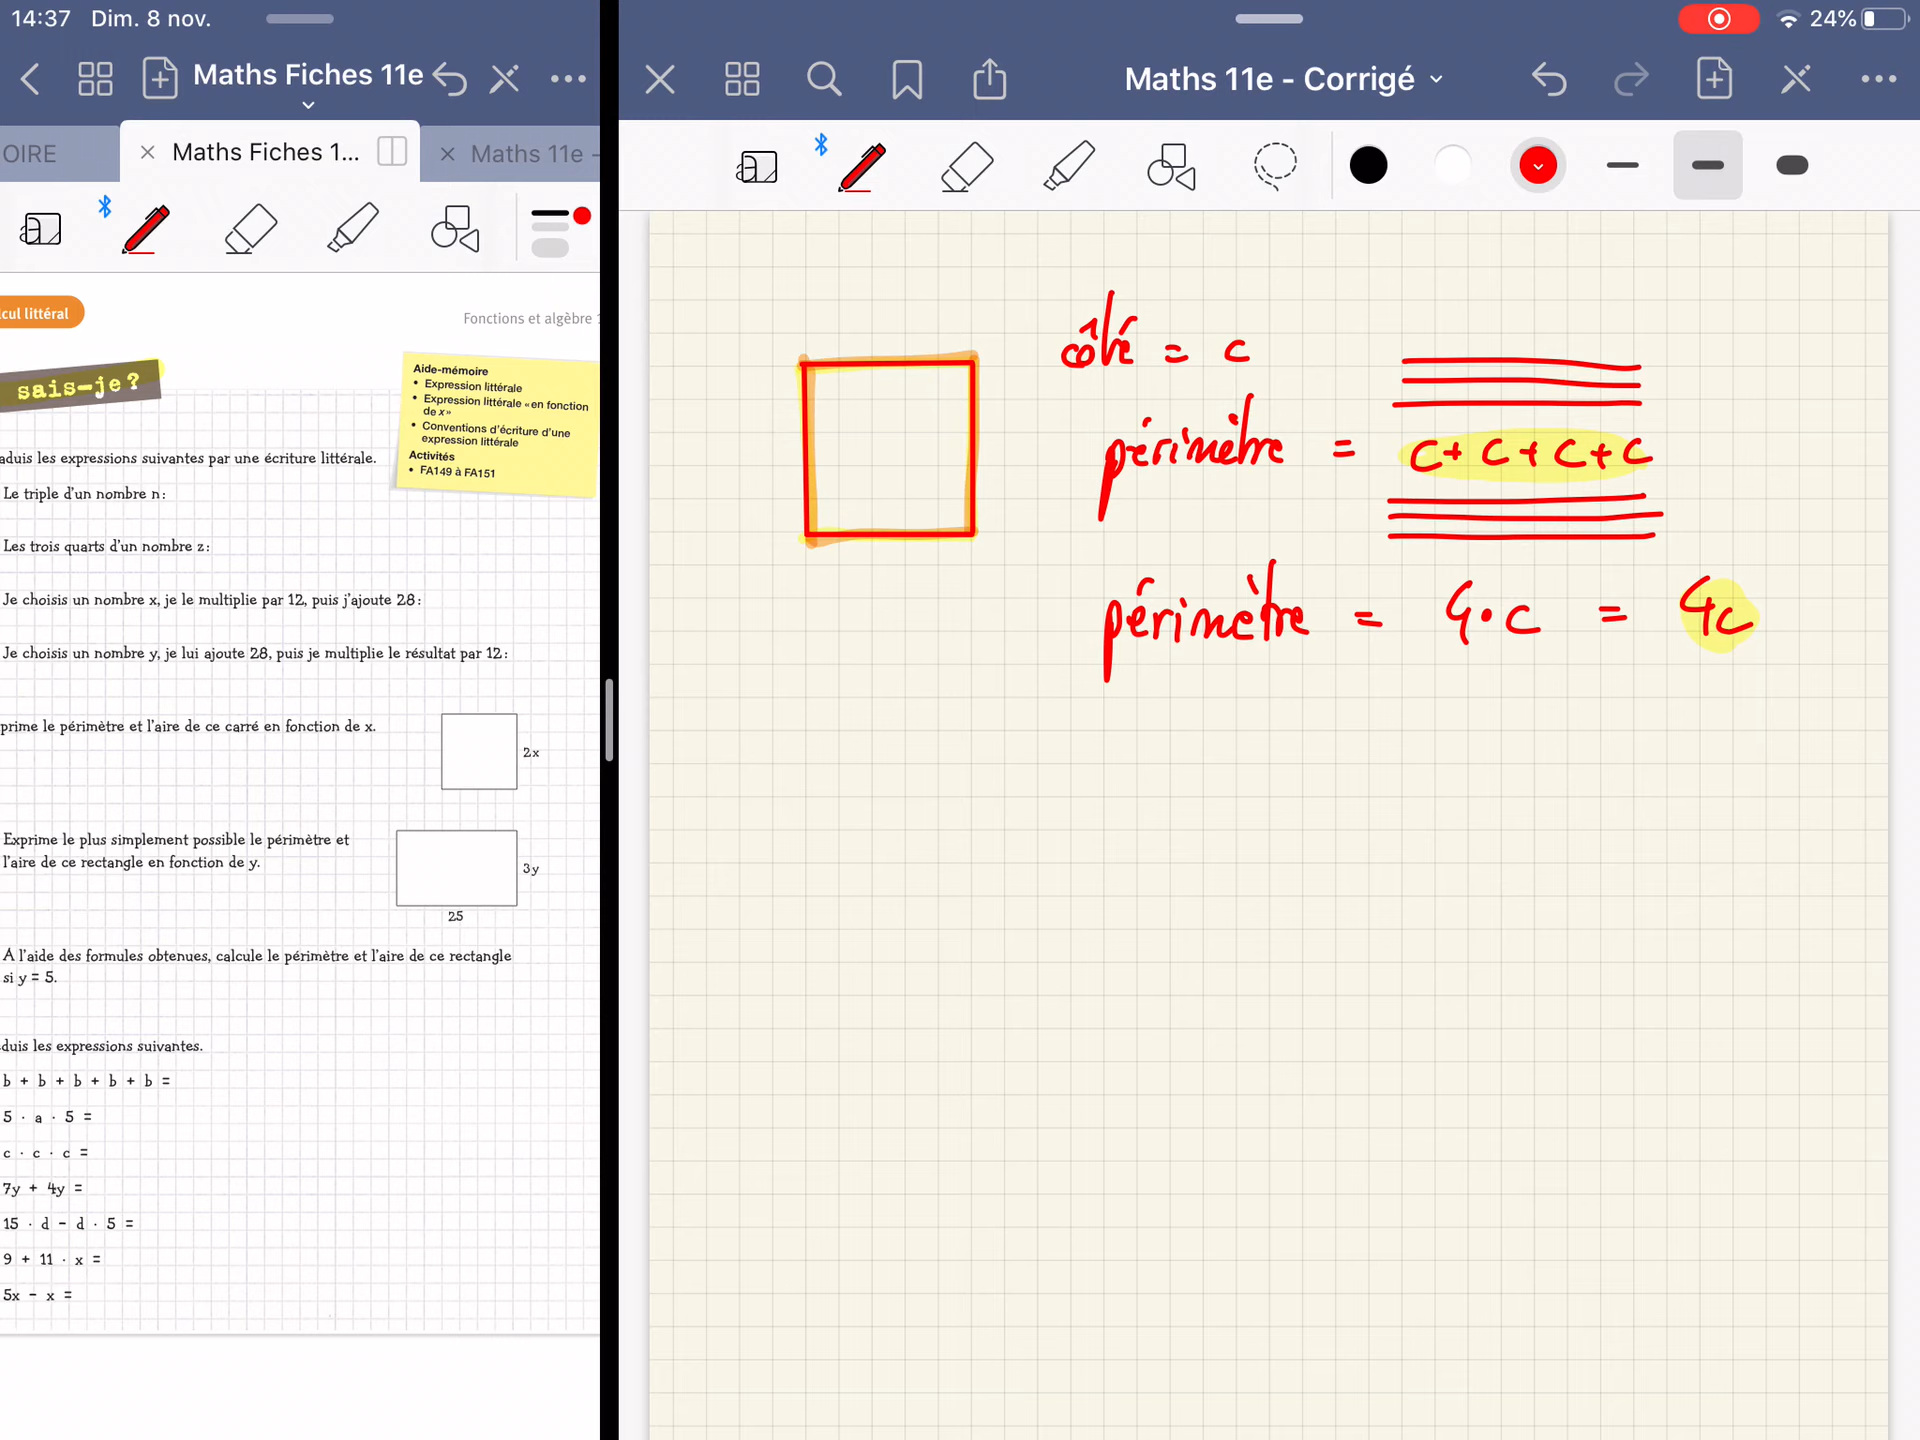 14:37 Dim. 8 nov.
24%
Maths Fiches 11e
Maths 11e - Corrigé
OIRE
Maths Fiches 1...
Maths 11e -
cul littéral
Fonctions et algèbre
sais-je?
Aide-mémoire
• Expression littérale
• Expression littérale «en fonction
de x»
• Conventions d'écriture d'une
expression littérale
Activités
• FA149 à FA151
aduis les expressions suivantes par une écriture littérale.
Le triple d'un nombre n:
Les trois quarts d'un nombre z:
Je choisis un nombre x, je le multiplie par 12, puis j'ajoute 28:
Je choisis un nombre y, je lui ajoute 28, puis je multiplie le résultat par 12:
prime le périmètre et l'aire de ce carré en fonction de x.
2x
Exprime le plus simplement possible le périmètre et
l'aire de ce rectangle en fonction de y.
3y
25
A l'aide des formules obtenues, calcule le périmètre et l'aire de ce rectangle
si y = 5.
duis les expressions suivantes.
b + b + b + b + b =
5 · a · 5 =
c · c · c =
7y + 4y =
15 · d - d · 5 =
9 + 11 · x =
5x - x =
côté = c
périmètre = c + c + c + c
périmètre = 4 · c = 4c